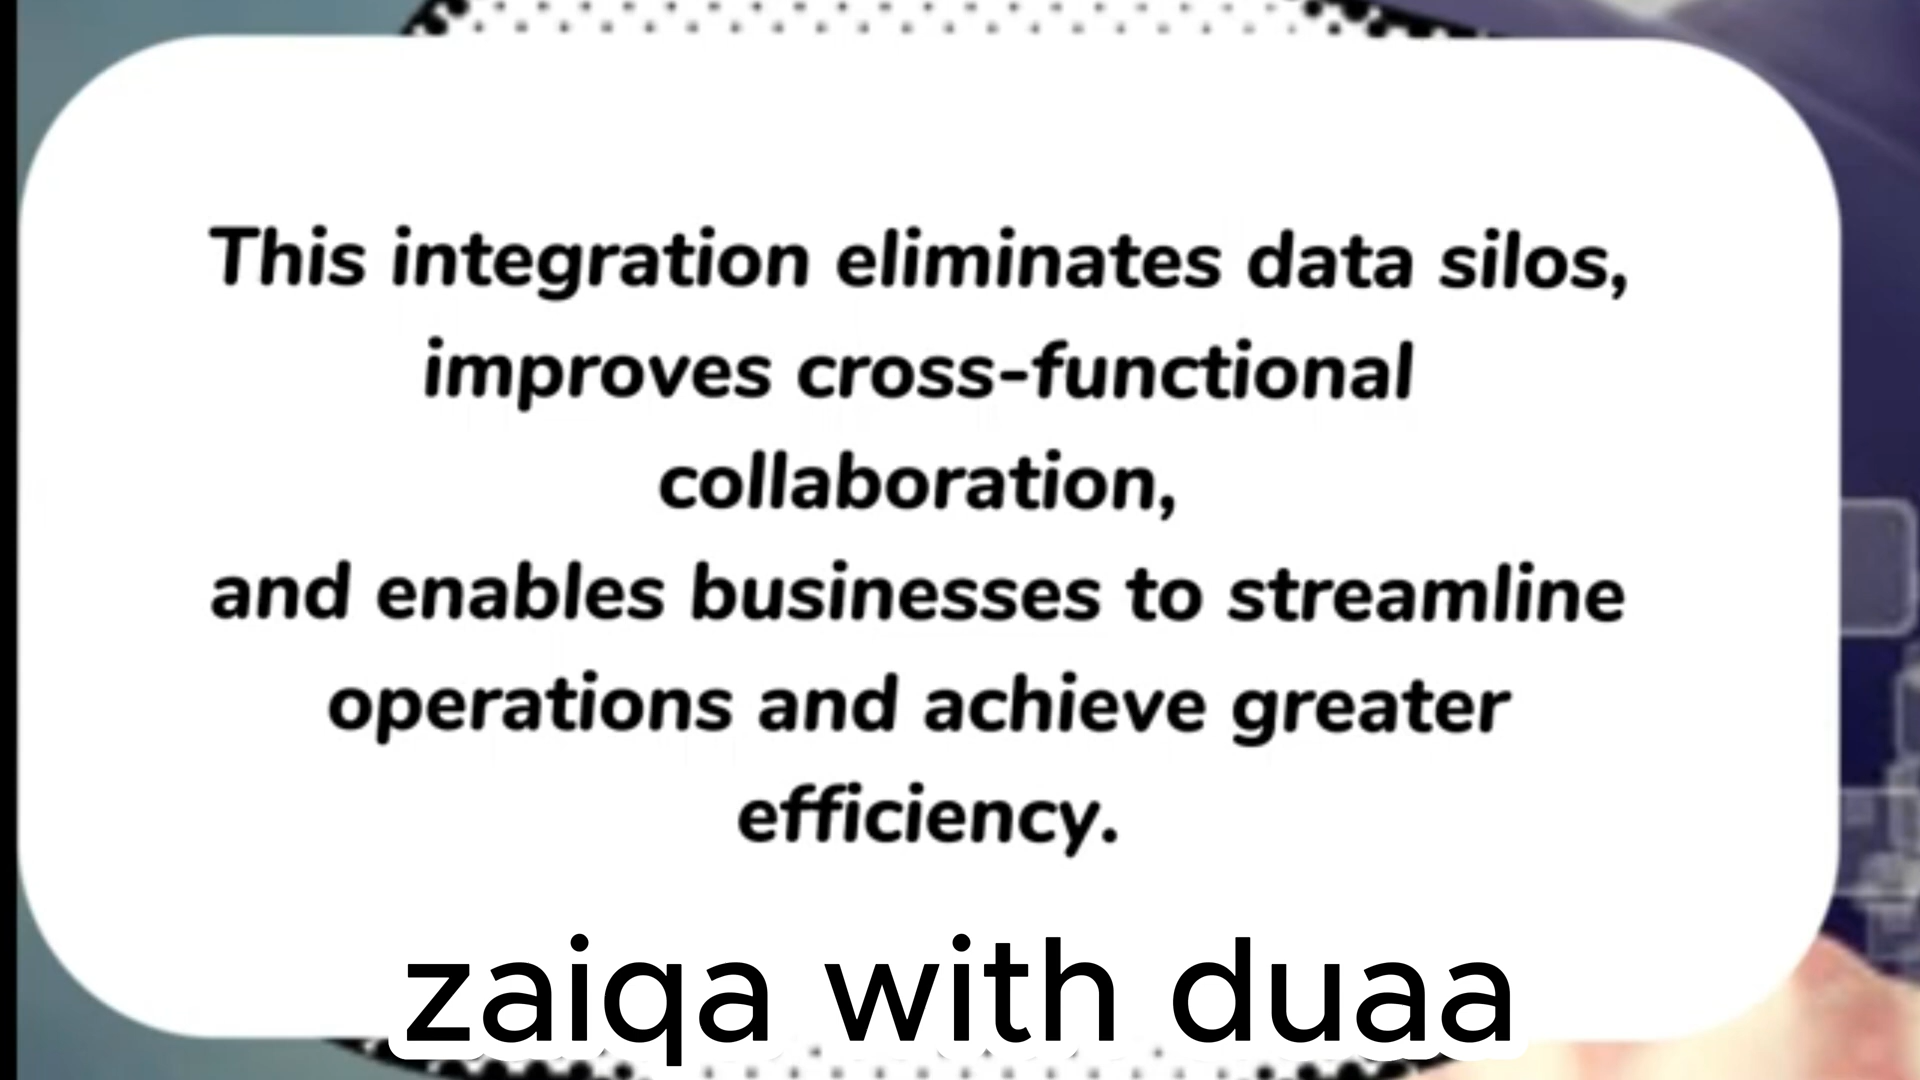 This integration eliminates data silos,
improves cross-functional
collaboration,
and enables businesses to streamline
operations and achieve greater
efficiency.
zaiqa with duaa